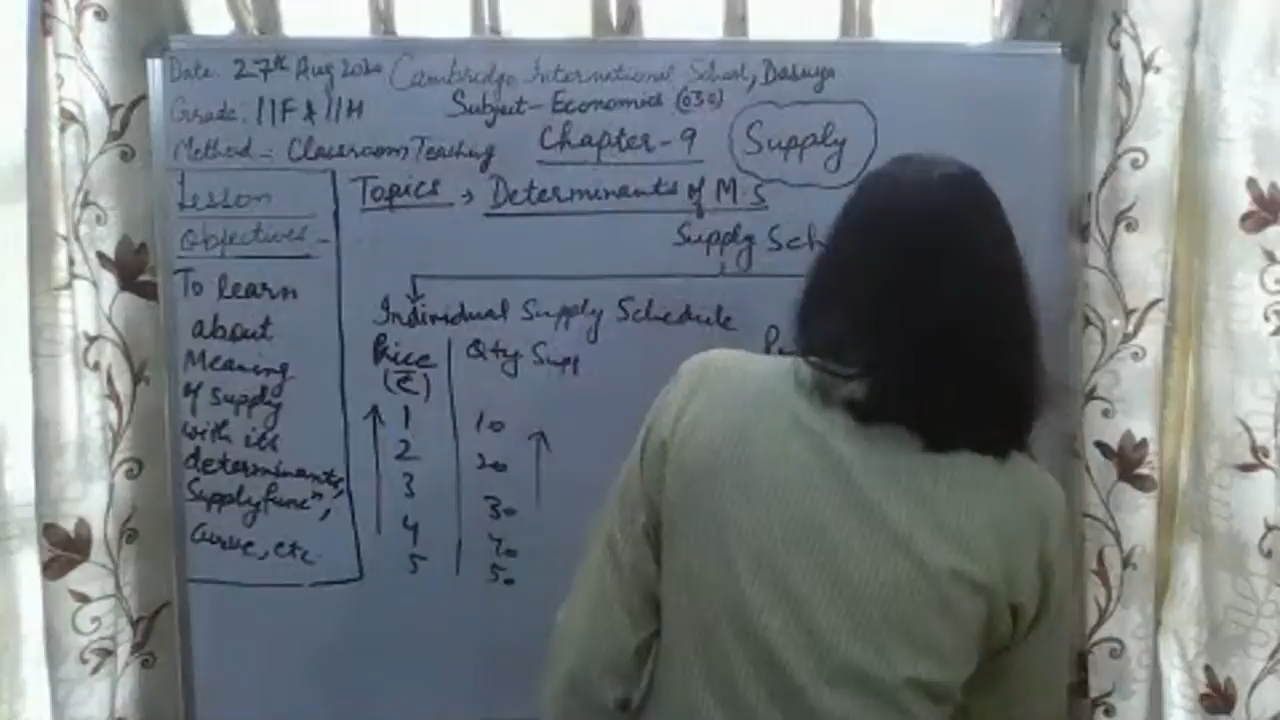 Date: 27th Aug 2020 Cambridge International School, Dasuya
Grade: 11F & 11H Subject- Economics (030)
Method- Classroom Teaching Chapter-9 Supply
Lesson
Objectives-
To learn
about
Meaning
of supply
with its
determinants,
Supply funcn,
curve, etc.
Topics → Determinants of M.S
Supply Sch
Individual Supply Schedule
Price Qty Supp
(₹)
1 10
2 20
3 30
4 40
5 50